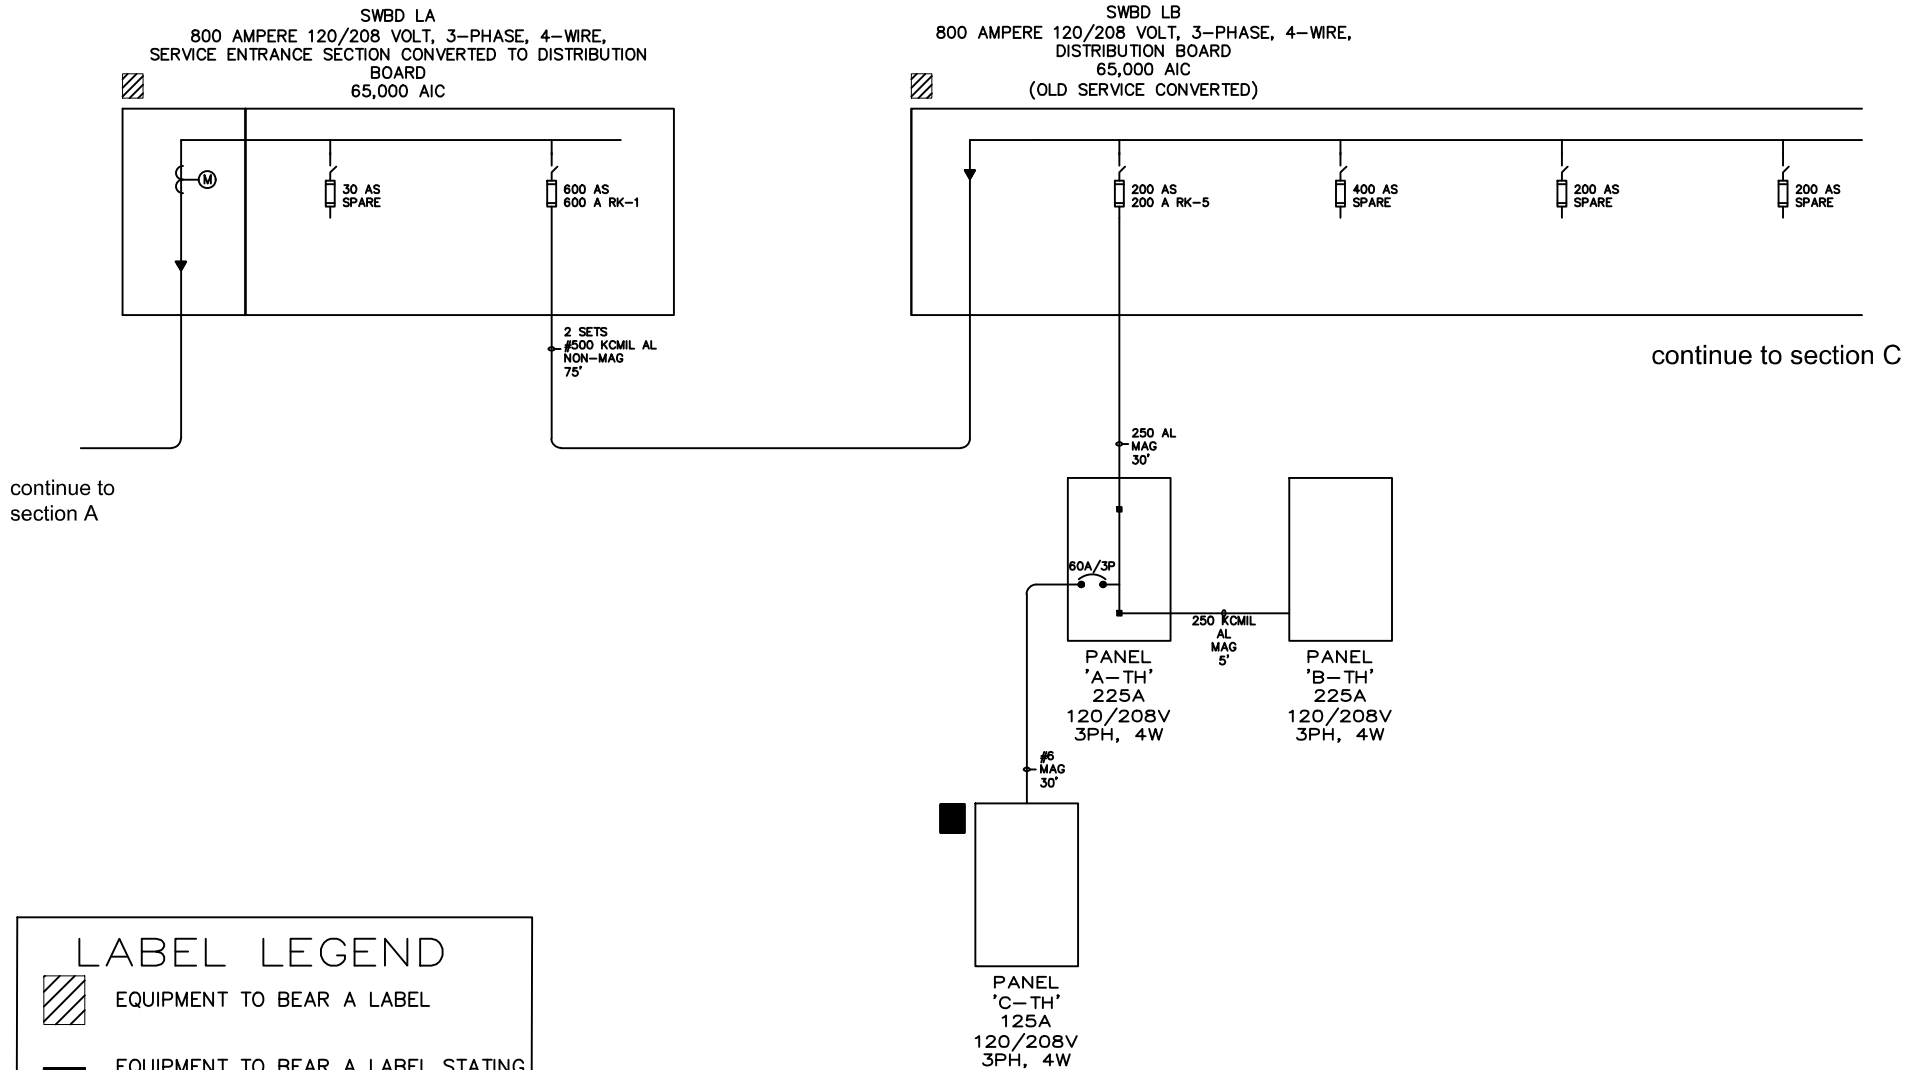 SWBD LA
800 AMPERE 120/208 VOLT, 3-PHASE, 4-WIRE,
SERVICE ENTRANCE SECTION CONVERTED TO DISTRIBUTION
BOARD
65,000 AIC
SWBD LB
800 AMPERE 120/208 VOLT, 3-PHASE, 4-WIRE,
DISTRIBUTION BOARD
65,000 AIC
(OLD SERVICE CONVERTED)
M
30 AS
SPARE
600 AS
600 A RK-1
200 AS
200 A RK-5
400 AS
SPARE
200 AS
SPARE
200 AS
SPARE
2 SETS
#500 KCMIL AL
NON-MAG
75'
continue to section C
continue to
section A
250 AL
MAG
30'
60A/3P
250 KCMIL
AL
MAG
5'
PANEL
'A-TH'
225A
120/208V
3PH, 4W
PANEL
'B-TH'
225A
120/208V
3PH, 4W
#6
MAG
30'
PANEL
'C-TH'
125A
120/208V
3PH, 4W
LABEL LEGEND
EQUIPMENT TO BEAR A LABEL
EQUIPMENT TO BEAR A LABEL STATING